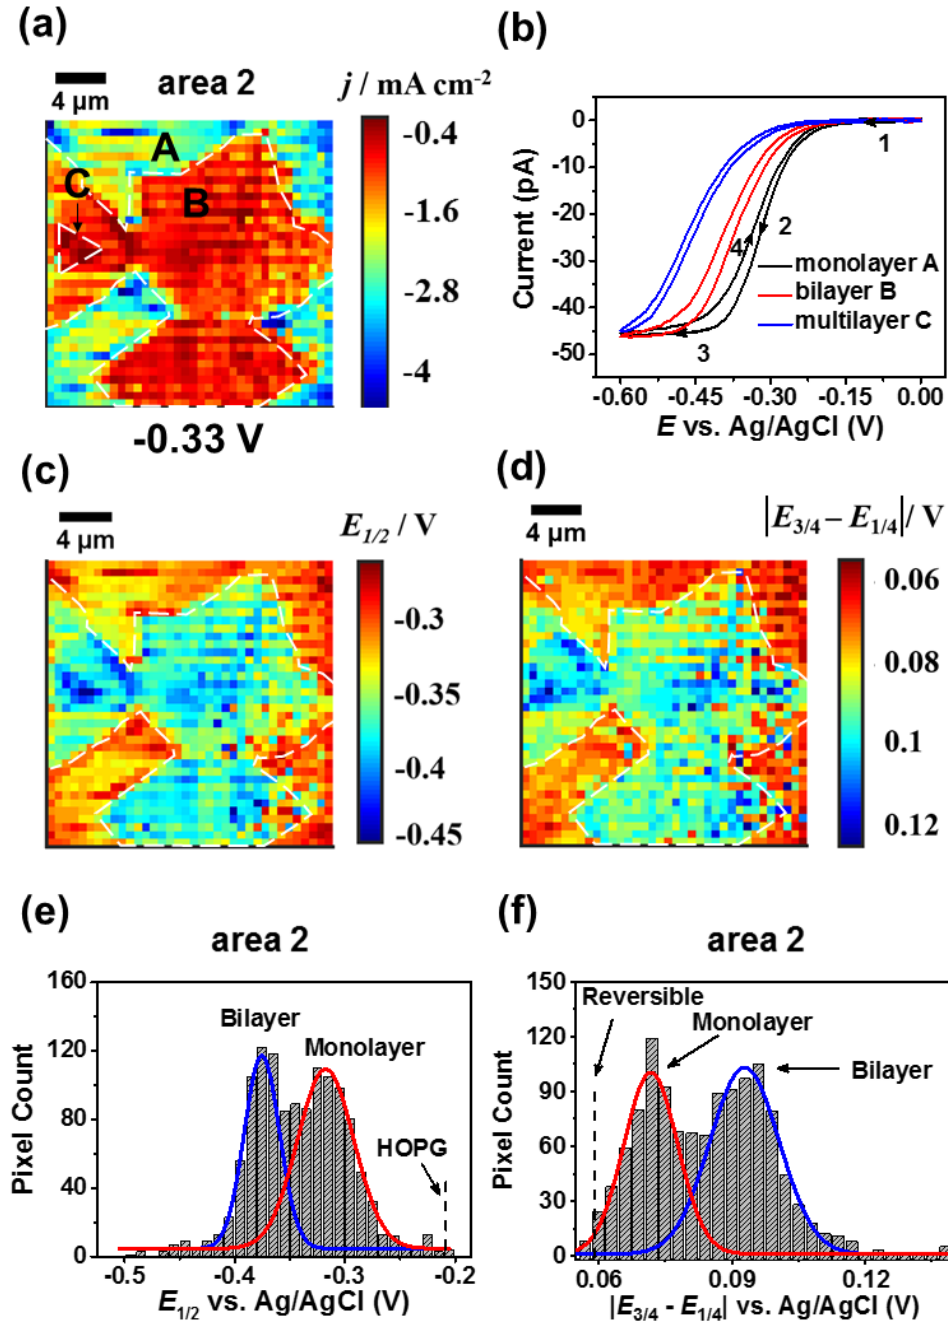 (a)
area 2
4 μm
j / mA cm-2
A
B
C
-0.4
-1.6
-2.8
-4
-0.33 V
(b)
Current (pA)
0
-10
-20
-30
-40
-50
1
2
4
3
monolayer A
bilayer B
multilayer C
-0.60 -0.45 -0.30 -0.15 0.00
E vs. Ag/AgCl (V)
(c)
4 μm
E1/2 / V
-0.3
-0.35
-0.4
-0.45
(d)
4 μm
|E3/4 – E1/4|/ V
0.06
0.08
0.1
0.12
(e)
area 2
Pixel Count
160
120
80
40
0
Bilayer
Monolayer
HOPG
-0.5 -0.4 -0.3 -0.2
E1/2 vs. Ag/AgCl (V)
(f)
area 2
Pixel Count
150
120
90
60
30
0
Reversible
Monolayer
Bilayer
0.06 0.09 0.12
|E3/4 - E1/4| vs. Ag/AgCl (V)